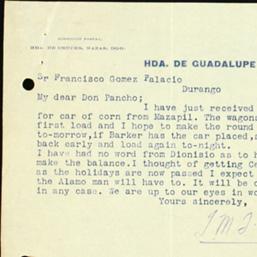 HDA. DE GUADALUPE
Dr Francisco Gomez Palacio
Durango
My dear Don Pancho;
I have just received
for car of corn from Mazapil. The wagons
first load and I hope to make the round
to-morrow,if Barker has the car placed,
back early and load again to-night.
I have had no word from Dionisio as to h
make the balance.I thought of getting Ce
as the holidays are now passed I expect
the Alamo man will have to. It will be o
in any case. We are up to our eyes in wo
Yours sincerely,